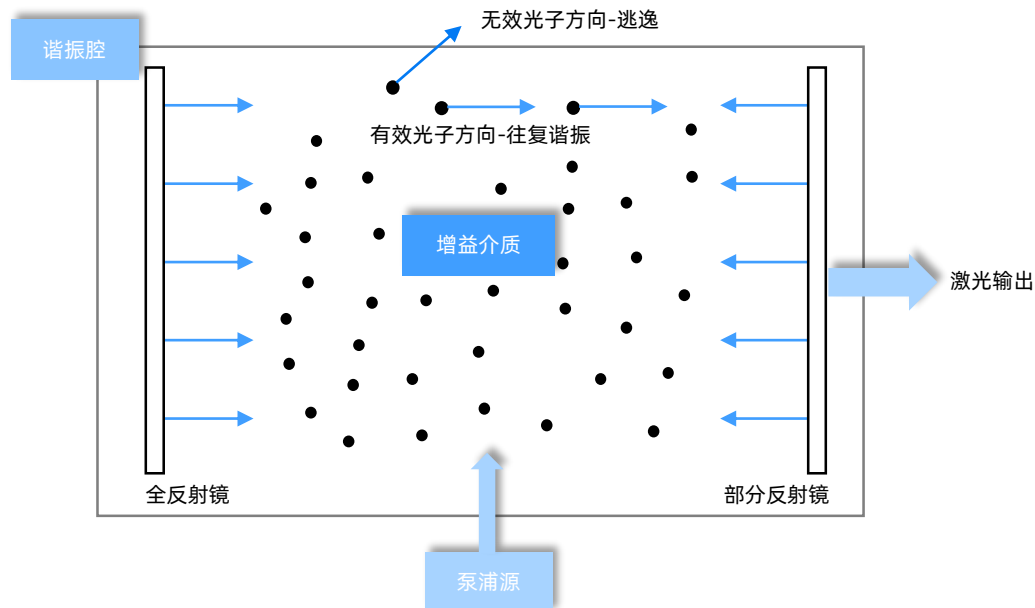 无效光子方向-逃逸
谐振腔
有效光子方向-往复谐振
增益介质
激光输出
全反射镜
部分反射镜
泵浦源